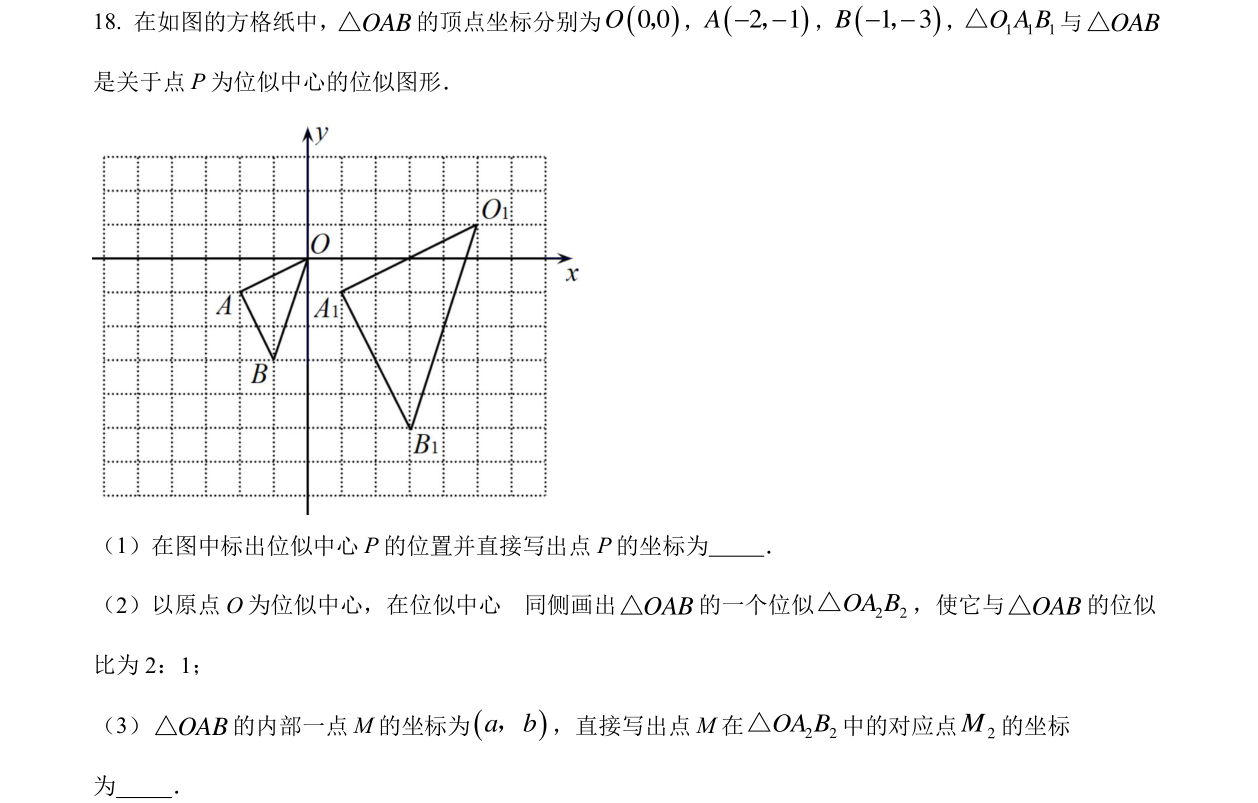 18. 在如图的方格纸中，△OAB 的顶点坐标分别为 O(0,0)，A(−2,−1)，B(−1,−3)，△O₁A₁B₁ 与 △OAB
是关于点 P 为位似中心的位似图形．
y
O₁
O
x
A
A₁
B
B₁
（1）在图中标出位似中心 P 的位置并直接写出点 P 的坐标为_____．
（2）以原点 O 为位似中心，在位似中心 同侧画出 △OAB 的一个位似 △OA₂B₂，使它与 △OAB 的位似
比为 2：1；
（3）△OAB 的内部一点 M 的坐标为 (a，b)，直接写出点 M 在 △OA₂B₂ 中的对应点 M₂ 的坐标
为_____．